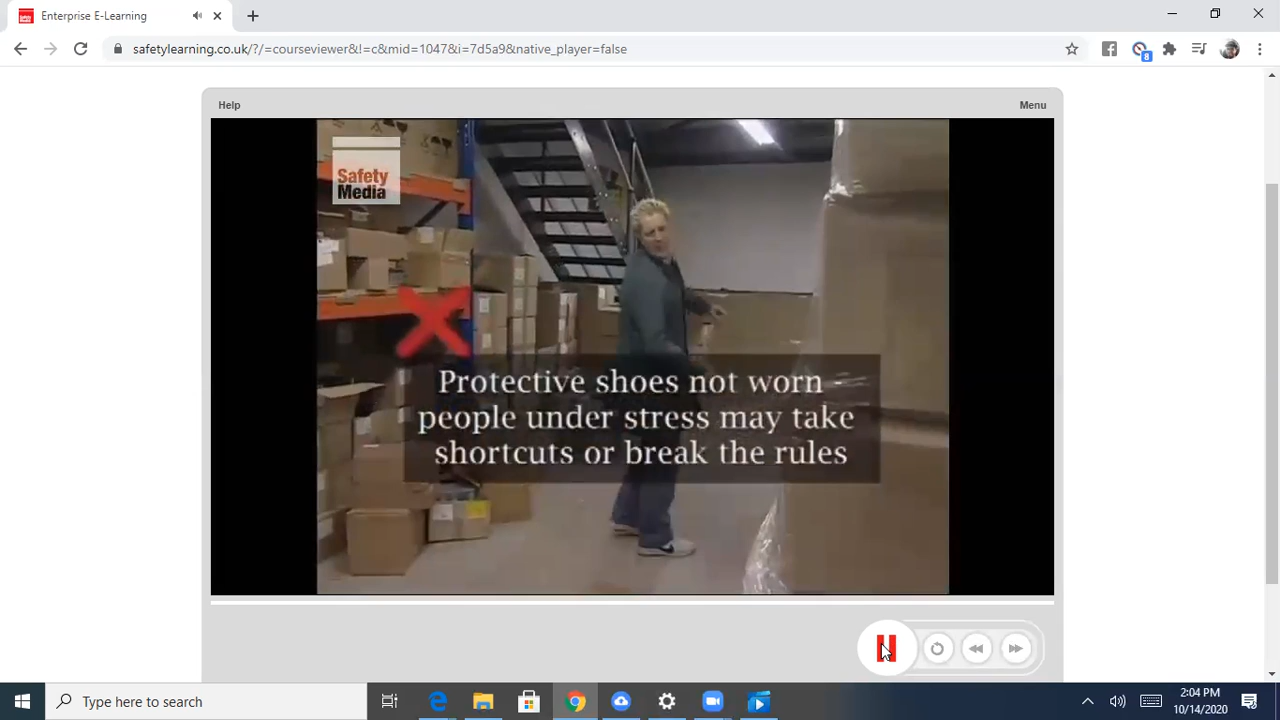 Enterprise E-Learning
safetylearning.co.uk/?/=courseviewer&!=c&mid=1047&i=7d5a9&native_player=false
8
Help
Menu
Safety
Media
Protective shoes not worn -
people under stress may take
shortcuts or break the rules
Type here to search
2:04 PM
10/14/2020